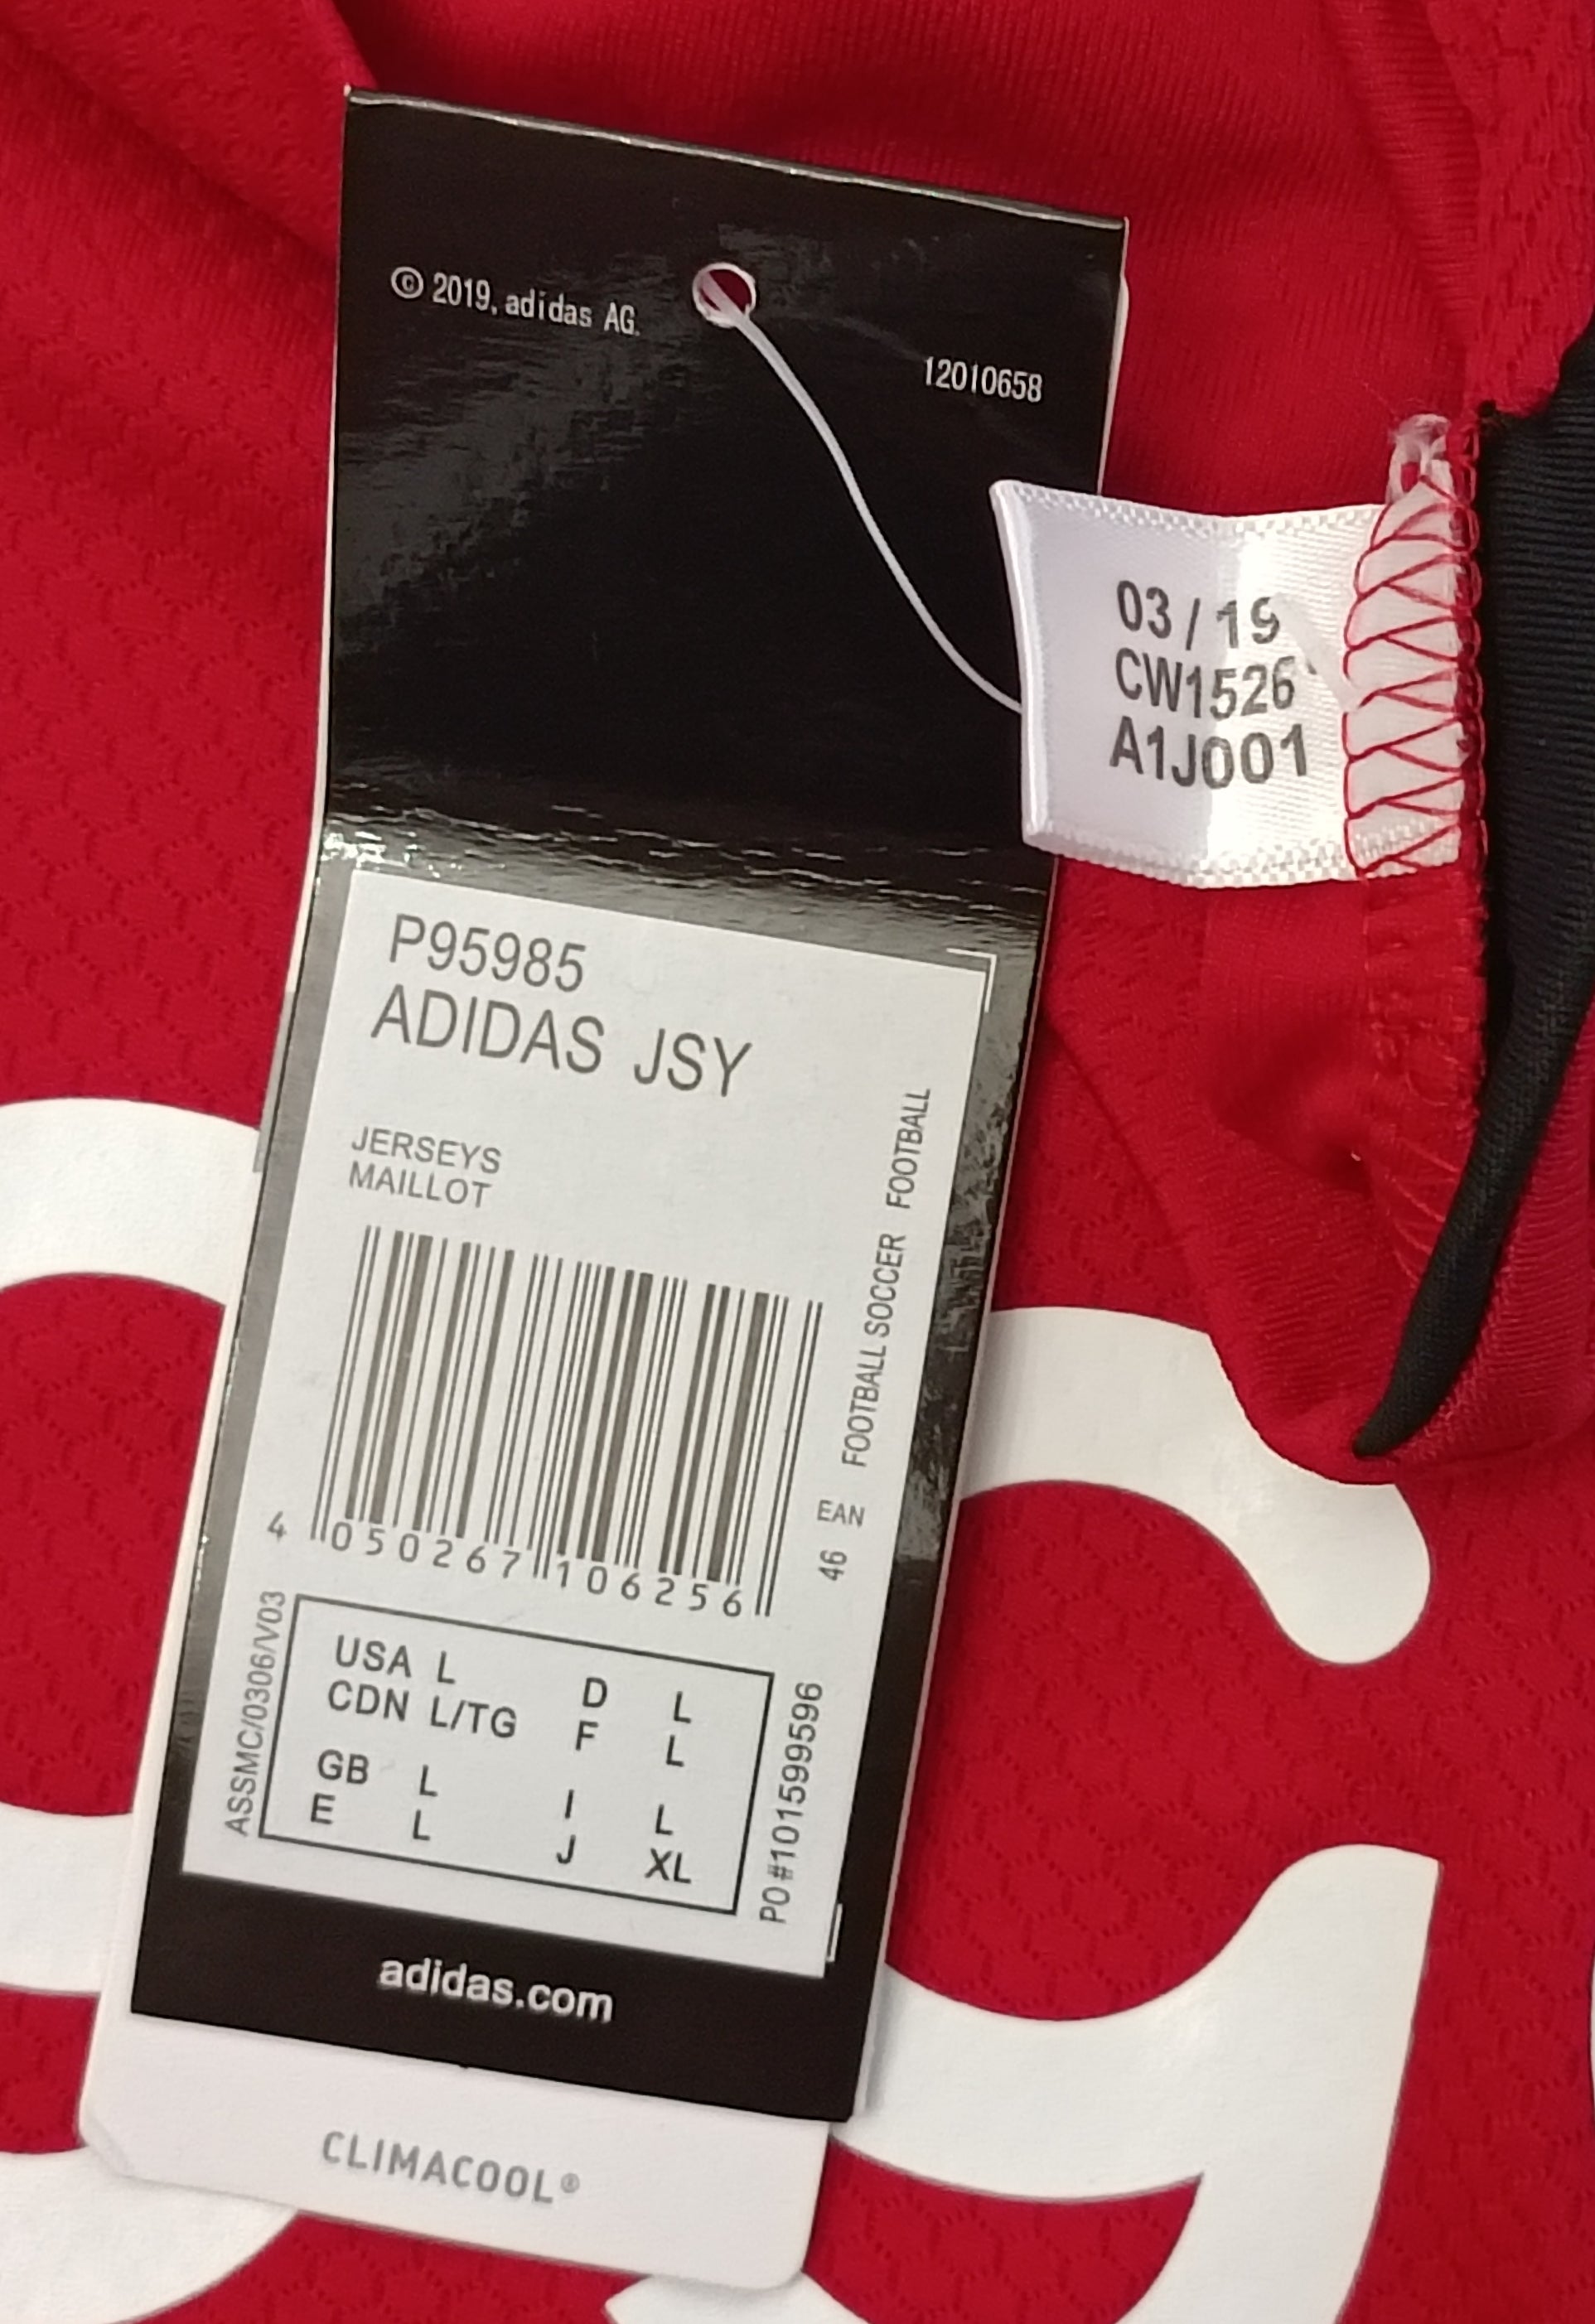 © 2019, adidas AG.
12010658
03 / 19
CW1526
A1J001
P95985
ADIDAS JSY
JERSEYS
MAILLOT
FOOTBALL SOCCER FOOTBALL
4 050267 106256
EAN
46
ASSMC/0306/V03
USA L D L
CDN L/TG F L
GB L I L
E L J XL
PO#101599596
adidas.com
CLIMACOOL®